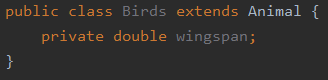 public class Birds extends Animal {
    private double wingspan;
}